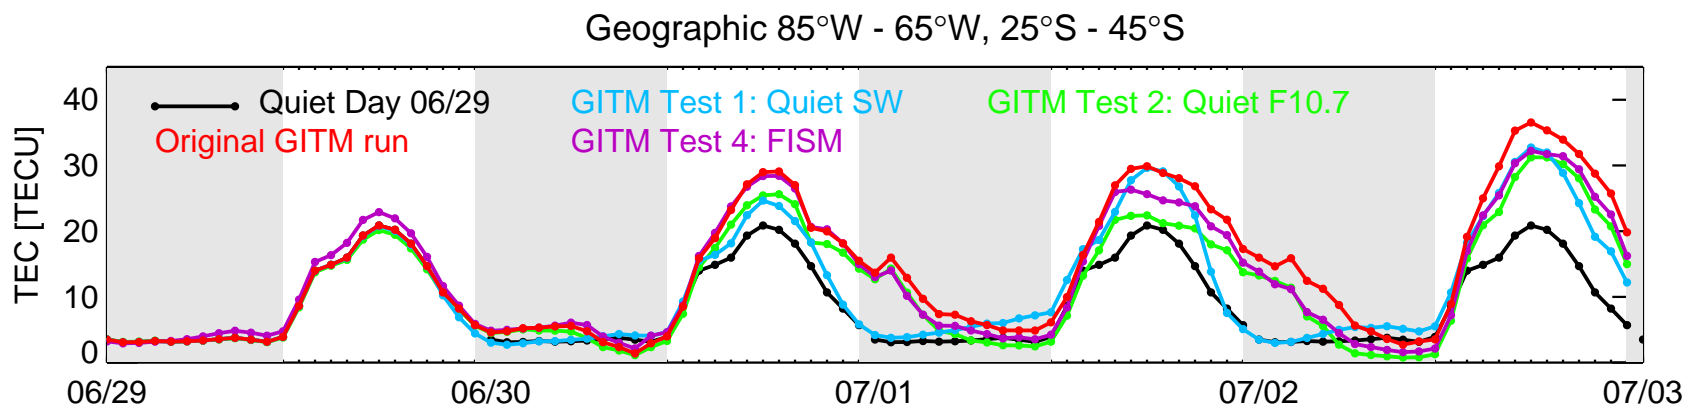 Geographic 85°W - 65°W, 25°S - 45°S
TEC [TECU]
40
30
20
10
0
Quiet Day 06/29
GITM Test 1: Quiet SW
GITM Test 2: Quiet F10.7
Original GITM run
GITM Test 4: FISM
06/29
06/30
07/01
07/02
07/03